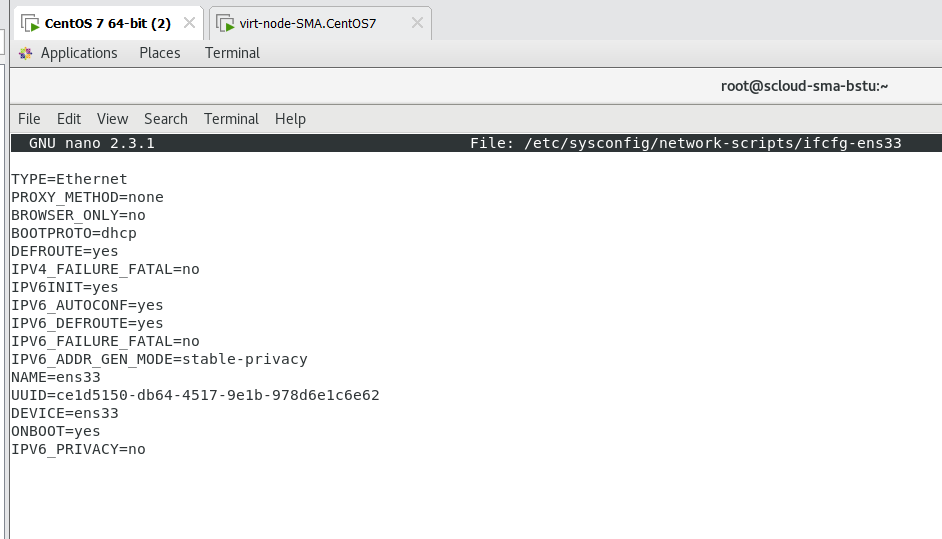 CentOS 7 64-bit (2) virt-node-SMA.CentOS7
Applications Places Terminal
root@scloud-sma-bstu:~
File Edit View Search Terminal Help
GNU nano 2.3.1 File: /etc/sysconfig/network-scripts/ifcfg-ens33
TYPE=Ethernet
PROXY_METHOD=none
BROWSER_ONLY=no
BOOTPROTO=dhcp
DEFROUTE=yes
IPV4_FAILURE_FATAL=no
IPV6INIT=yes
IPV6_AUTOCONF=yes
IPV6_DEFROUTE=yes
IPV6_FAILURE_FATAL=no
IPV6_ADDR_GEN_MODE=stable-privacy
NAME=ens33
UUID=ce1d5150-db64-4517-9e1b-978d6e1c6e62
DEVICE=ens33
ONBOOT=yes
IPV6_PRIVACY=no